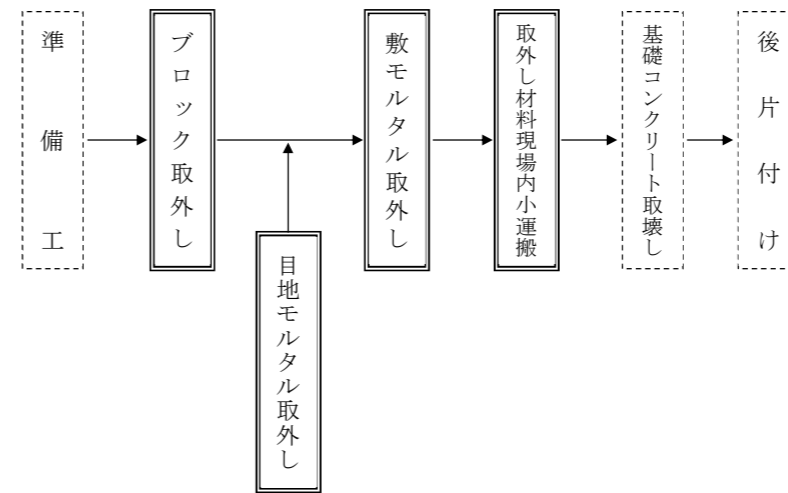 準備工
ブロック取外し
目地モルタル取外し
敷モルタル取外し
取外し材料現場内小運搬
基礎コンクリート取壊し
後片付け